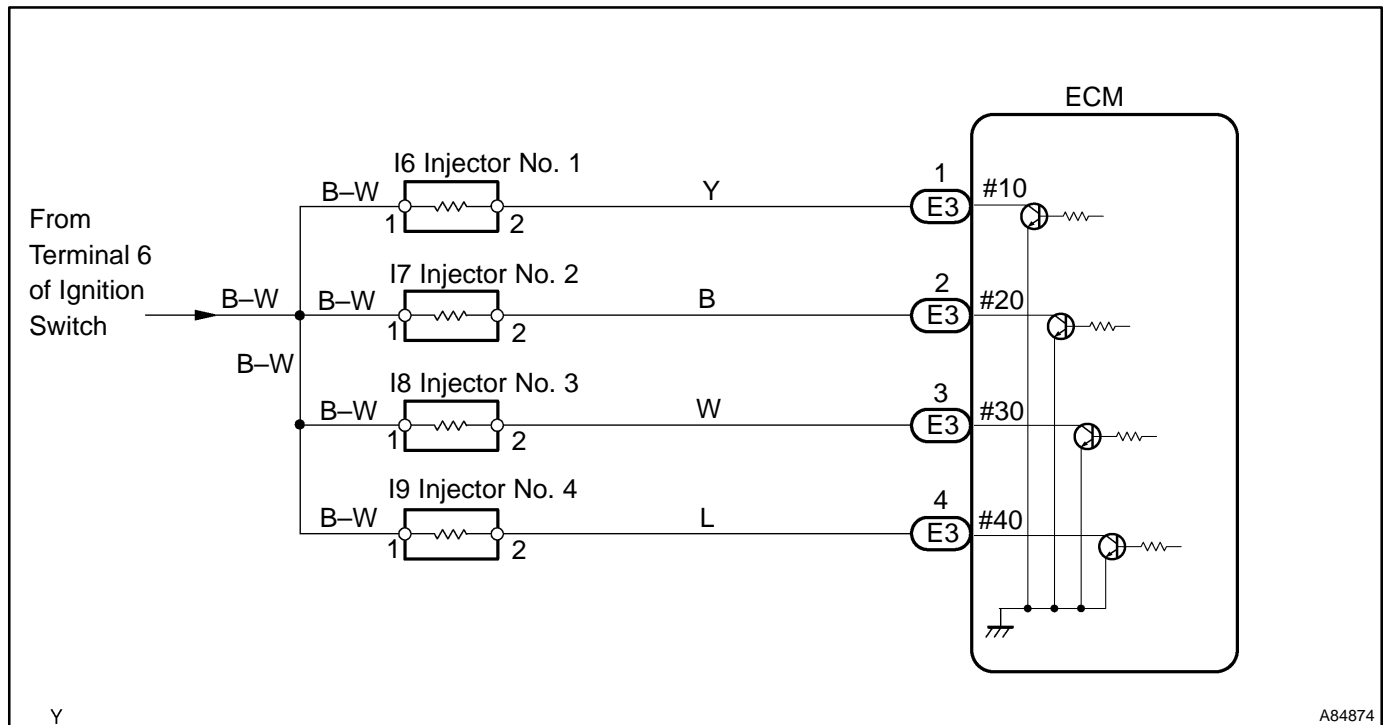 ECM
I6 Injector No. 1
B–W
1
2
Y
1
E3
#10
From
Terminal 6
of Ignition
Switch
B–W
I7 Injector No. 2
B–W
1
2
B
2
E3
#20
B–W
I8 Injector No. 3
B–W
1
2
W
3
E3
#30
I9 Injector No. 4
B–W
1
2
L
4
E3
#40
Y
A84874